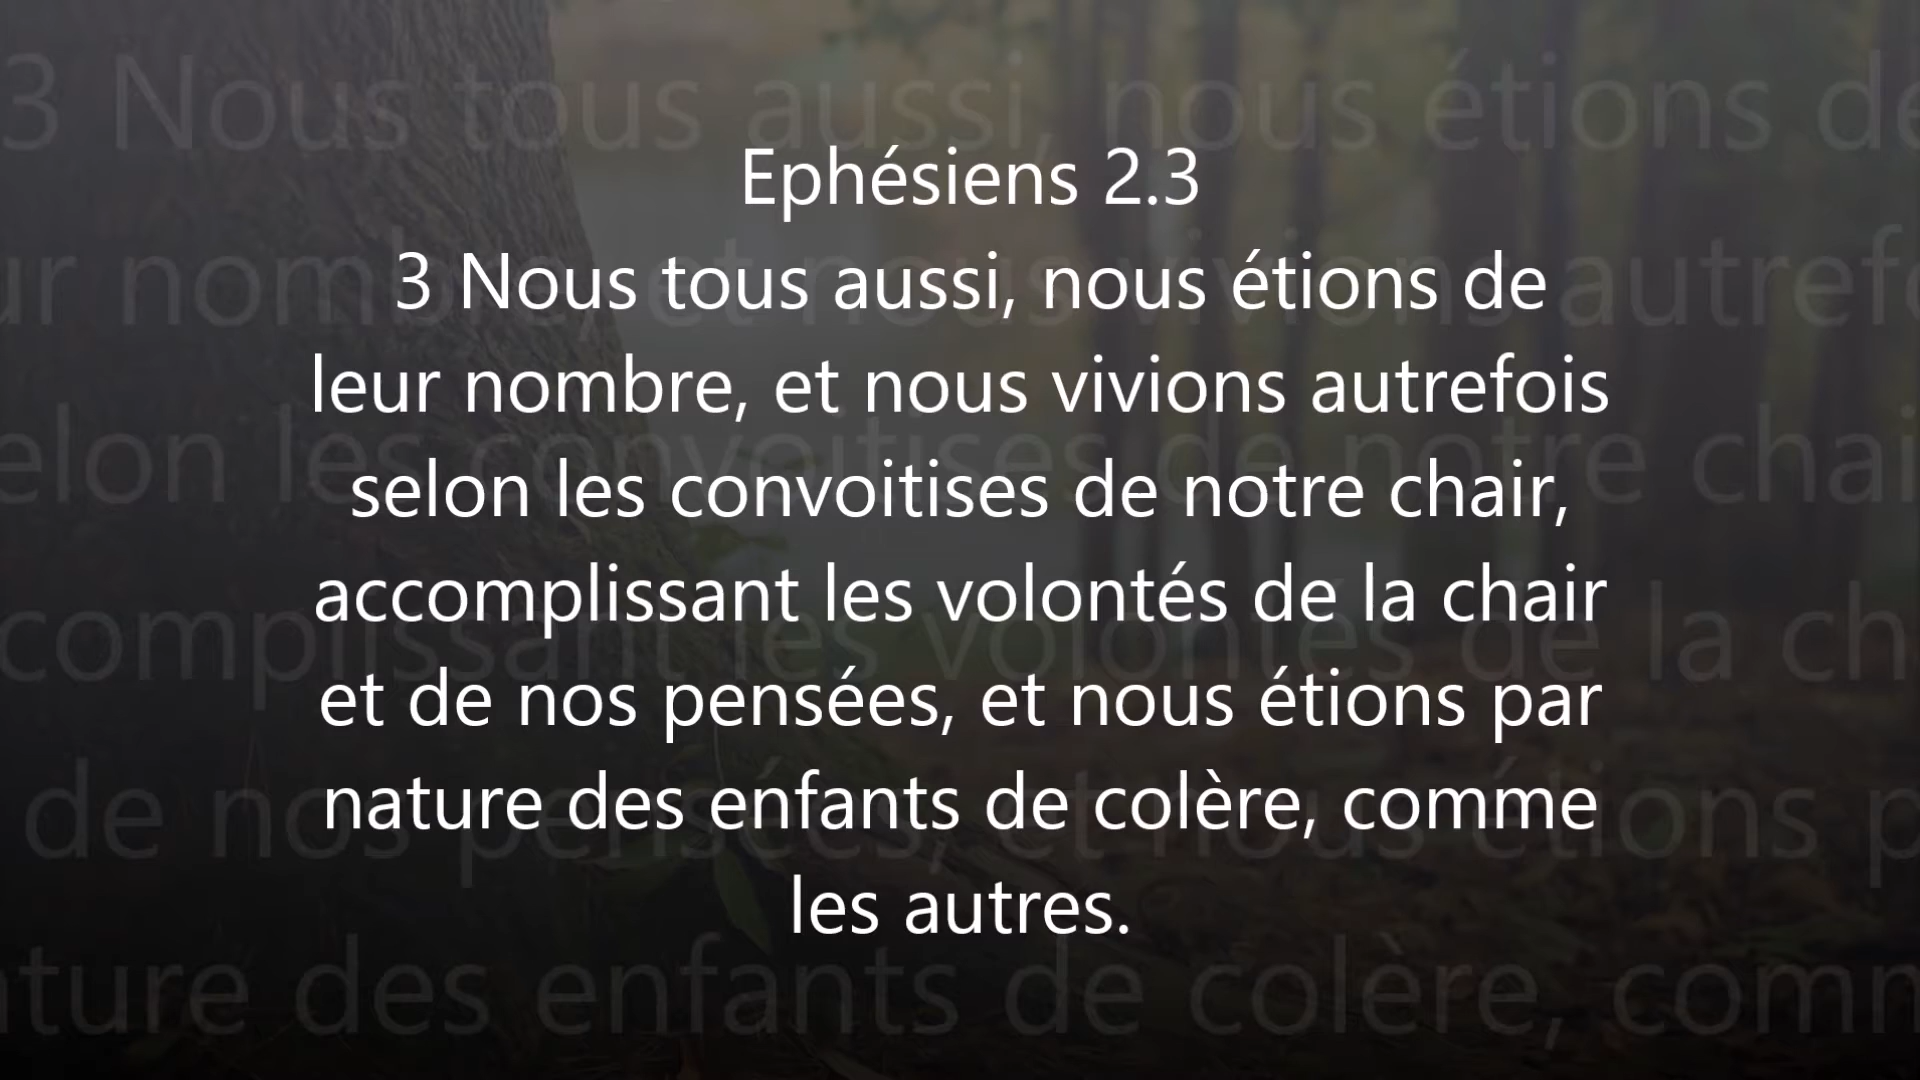 Ephésiens 2.3
3 Nous tous aussi, nous étions de
leur nombre, et nous vivions autrefois
selon les convoitises de notre chair,
accomplissant les volontés de la chair
et de nos pensées, et nous étions par
nature des enfants de colère, comme
les autres.